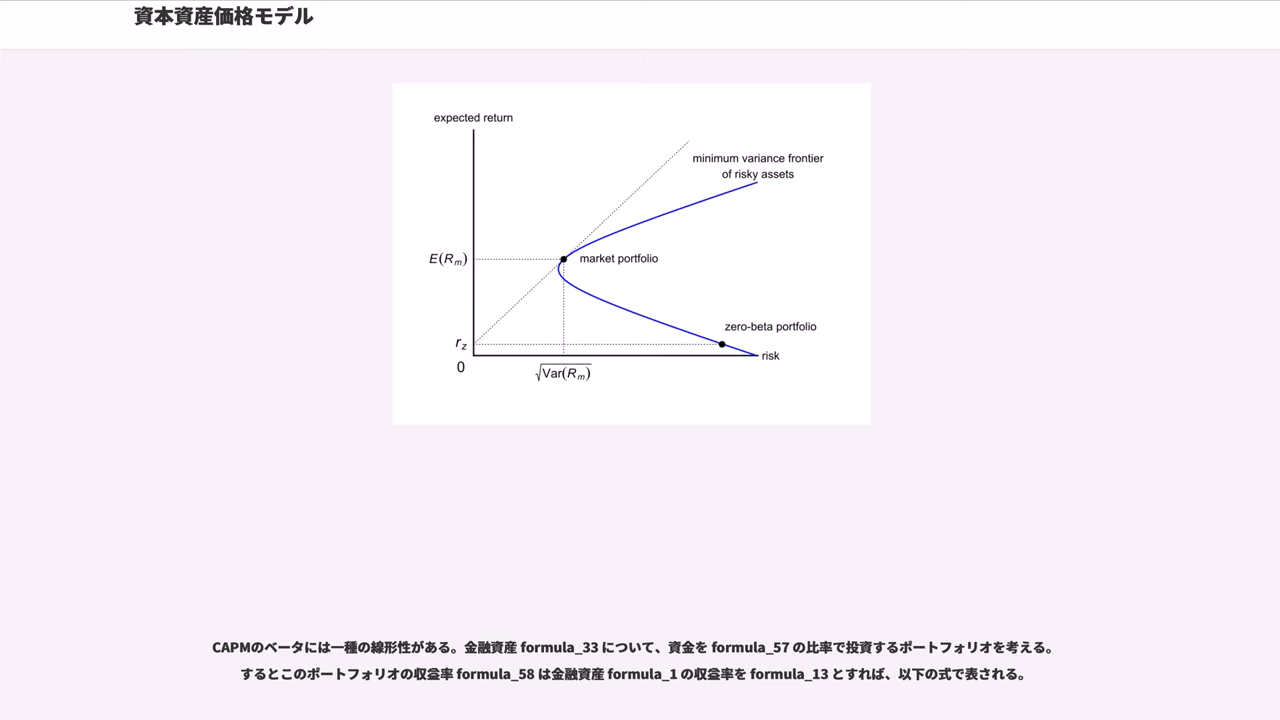 資本資産価格モデル
expected return
minimum variance frontier
of risky assets
E(Rm)
market portfolio
zero-beta portfolio
rz
risk
0
√Var(Rm)
CAPMのベータには一種の線形性がある。金融資産 formula_33 について、資金を formula_57 の比率で投資するポートフォリオを考える。
するとこのポートフォリオの収益率 formula_58 は金融資産 formula_1 の収益率を formula_13 とすれば、以下の式で表される。